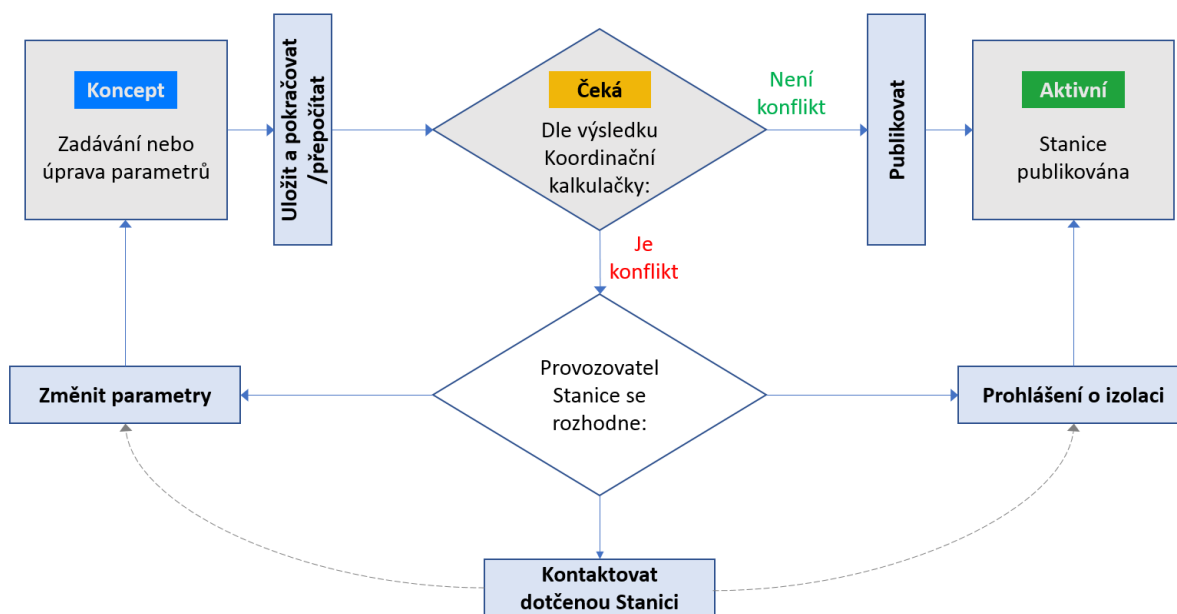 Koncept
Zadávání nebo
úprava parametrů
Uložit a pokračovat
/přepočítat
Čeká
Dle výsledku
Koordinační
kalkulačky:
Není
konflikt
Publikovat
Aktivní
Stanice
publikována
Je
konflikt
Změnit parametry
Provozovatel
Stanice se
rozhodne:
Prohlášení o izolaci
Kontaktovat
dotčenou Stanici